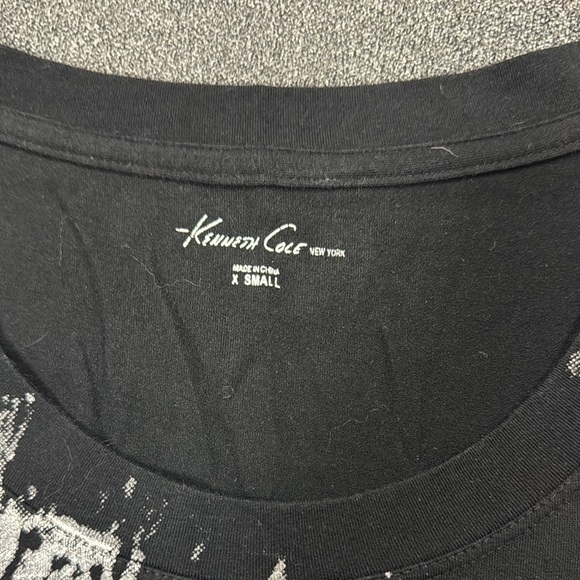 Kenneth Cole NEW YORK
MADE IN CHINA
X SMALL